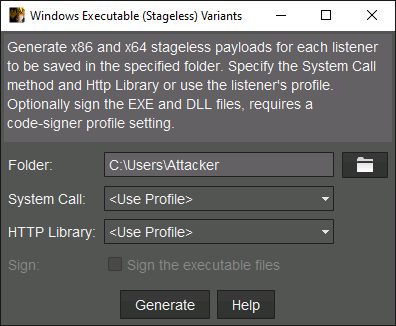 Windows Executable (Stageless) Variants
Generate x86 and x64 stageless payloads for each listener
to be saved in the specified folder. Specify the System Call
method and Http Library or use the listener's profile.
Optionally sign the EXE and DLL files, requires a
code-signer profile setting.
Folder: C:\Users\Attacker
System Call: <Use Profile>
HTTP Library: <Use Profile>
Sign: Sign the executable files
Generate Help